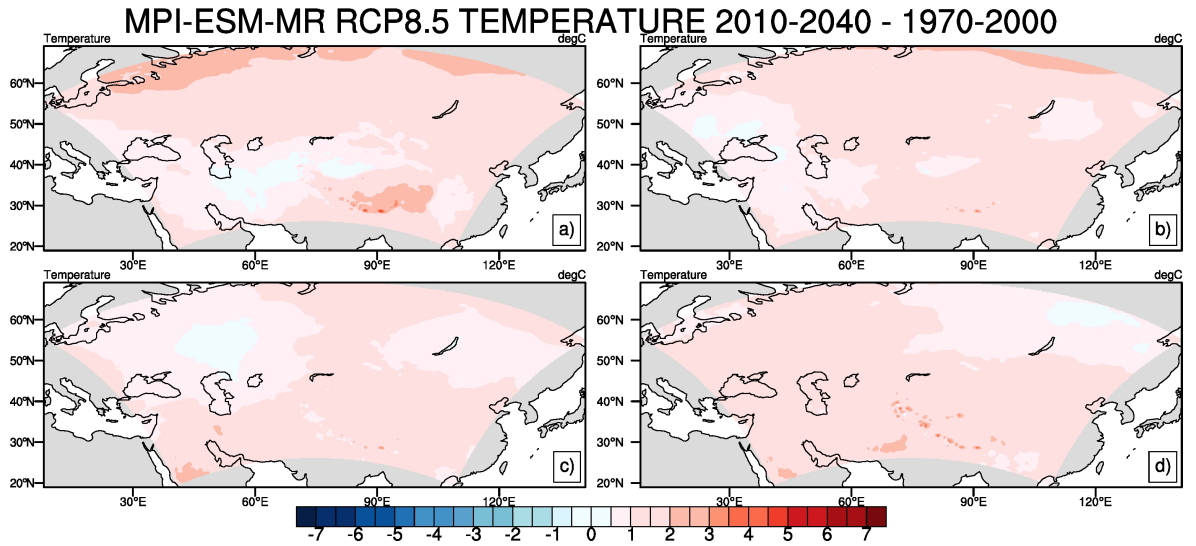 MPI-ESM-MR RCP8.5 TEMPERATURE 2010-2040 - 1970-2000
Temperature degC Temperature degC
60°N 60°N
50°N 50°N
40°N 40°N
30°N 30°N
20°N 20°N
a) b)
30°E 60°E 90°E 120°E 30°E 60°E 90°E 120°E
Temperature degC Temperature degC
60°N 60°N
50°N 50°N
40°N 40°N
30°N 30°N
20°N 20°N
c) d)
30°E 60°E 90°E 120°E 30°E 60°E 90°E 120°E
-7 -6 -5 -4 -3 -2 -1 0 1 2 3 4 5 6 7